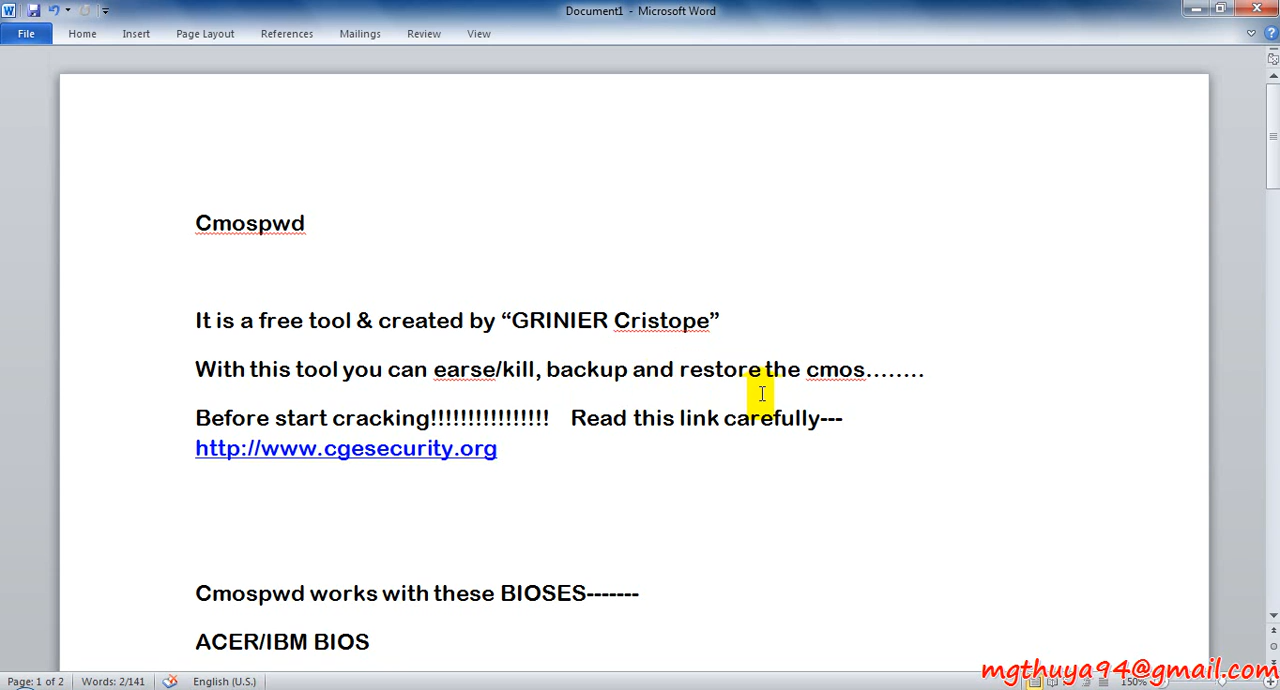 Document1 - Microsoft Word
File Home Insert Page Layout References Mailings Review View
Cmospwd
It is a free tool & created by “GRINIER Cristope”
With this tool you can earse/kill, backup and restore the cmos........
Before start cracking!!!!!!!!!!!!!!!! Read this link carefully---
http://www.cgesecurity.org
Cmospwd works with these BIOSES-------
ACER/IBM BIOS
mgthuya94@gmail.com
Page: 1 of 2 Words: 2/141 English (U.S.) 150%